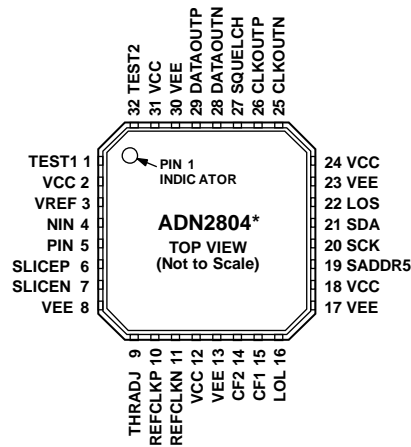 32 TEST2
31 VCC
30 VEE
29 DATAOUTP
28 DATAOUTN
27 SQUELCH
26 CLKOUTP
25 CLKOUTN
TEST1 1
VCC 2
VREF 3
NIN 4
PIN 5
SLICEP 6
SLICEN 7
VEE 8
PIN 1
INDICATOR
ADN2804*
TOP VIEW
(Not to Scale)
24 VCC
23 VEE
22 LOS
21 SDA
20 SCK
19 SADDR5
18 VCC
17 VEE
THRADJ 9
REFCLKP 10
REFCLKN 11
VCC 12
VEE 13
CF2 14
CF1 15
LOL 16